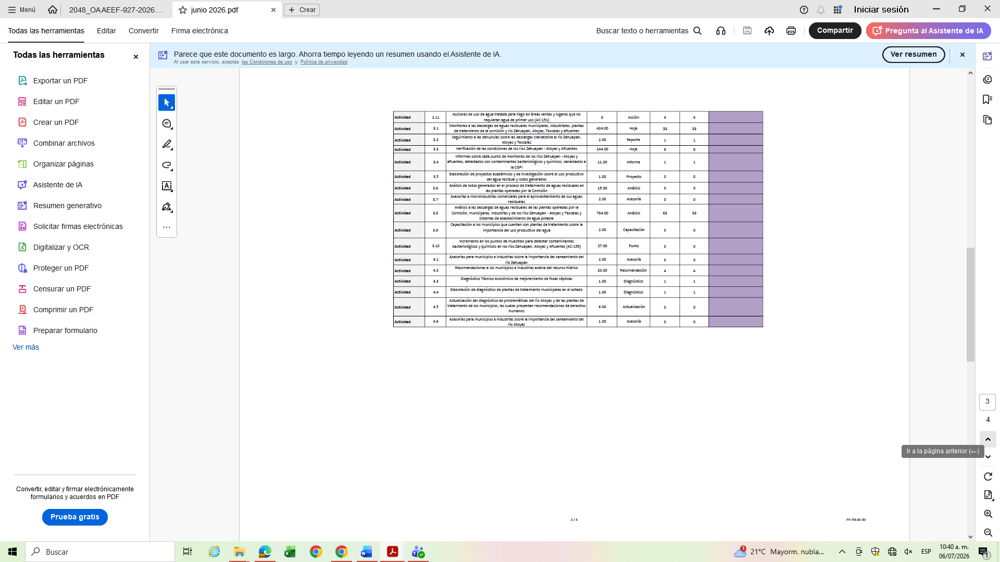 Menú
2048_OAAEEF-927-2026....
junio 2026.pdf
Crear
Iniciar sesión
Todas las herramientas
Editar
Convertir
Firma electrónica
Buscar texto o herramientas
Compartir
Pregunta al Asistente de IA
Todas las herramientas
Exportar un PDF
Editar un PDF
Crear un PDF
Combinar archivos
Organizar páginas
Asistente de IA
Resumen generativo
Solicitar firmas electrónicas
Digitalizar y OCR
Proteger un PDF
Censurar un PDF
Comprimir un PDF
Preparar formulario
Ver más
Convertir, editar y firmar electrónicamente
formularios y acuerdos en PDF
Prueba gratis
Parece que este documento es largo. Ahorra tiempo leyendo un resumen usando el Asistente de IA.
Al usar este servicio, aceptas las Condiciones de uso y Política de privacidad
Ver resumen
Actividad 2.11 Acciones de uso de agua tratada para riego en áreas verdes y lugares que no
requieran agua de primer uso (AC-151) 8 Acción 4 4
Actividad 3.1 Monitoreo a las descargas de aguas residuales municipales, industriales, plantas
de tratamiento de la comisión y río Zahuapan, Atoyac, Texcalac y afluentes 424.00 Hoja 33 33
Actividad 3.2 Seguimiento a las denuncias sobre las descargas clandestina al río Zahuapan,
Atoyac y Texcalac 2.00 Reporte 1 1
Actividad 3.3 Verificación de las condiciones de los ríos Zahuapan - Atoyac y Afluentes 144.00 Hoja 9 9
Actividad 3.4 Informes sobre cada punto de monitoreo de los ríos Zahuapan - Atoyac y
afluentes, detectados con contaminantes bacteriológicos y químicos, canalizados a
la CGPI 11.00 Informe 1 1
Actividad 3.5 Elaboración de proyectos académicos y de investigación sobre el uso productivo
del agua residual y lodos generados 1.00 Proyecto 0 0
Actividad 3.6 Análisis de lodos generados en el proceso de tratamiento de aguas residuales en
las plantas operadas por la Comisión 15.00 Análisis 0 0
Actividad 3.7 Asesorías a microindustrias comerciales para el aprovechamiento de sus aguas
residuales 2.00 Asesoría 0 0
Actividad 3.8 Análisis a las descargas de aguas residuales de las plantas operadas por la
Comisión, municipales, industrias y de los ríos Zahuapan - Atoyac y Texcalac y
sistemas de abastecimiento de agua potable 784.00 Análisis 63 63
Actividad 3.9 Capacitación a los municipios que cuentan con plantas de tratamiento sobre la
importancia del uso productivo del agua 2.00 Capacitación 0 0
Actividad 3.10 Incremento en los puntos de muestreo para detectar contaminantes
bacteriológicos y químicos en los ríos Zahuapan, Atoyac y Afluentes (AC-159) 27.00 Punto 0 0
Actividad 4.1 Asesorías para municipios e industrias sobre la importancia del saneamiento del
río Zahuapan 2.00 Asesoría 0 0
Actividad 4.2 Recomendaciones a los municipios e industrias acerca del recurso hídrico 20.00 Recomendación 4 4
Actividad 4.3 Diagnóstico Técnico económico de mejoramiento de fosas sépticas 1.00 Diagnóstico 1 1
Actividad 4.4 Elaboración de diagnóstico de plantas de tratamiento municipales en el estado 1.00 Diagnóstico 1 1
Actividad 4.5 Actualización del diagnóstico de problemáticas del río Atoyac y de las plantas de
tratamiento de los municipios, las cuales presentan recomendaciones de derechos
humanos 6.00 Actualización 0 0
Actividad 4.6 Asesorías para municipios e industrias sobre la importancia del saneamiento del
río Atoyac 1.00 Asesoría 0 0
3 / 4
PP-FM-0E-00
3
4
Ir a la página anterior (←)
Buscar
3
21°C Mayorm. nubla...
ESP
10:40 a. m.
06/07/2026
1